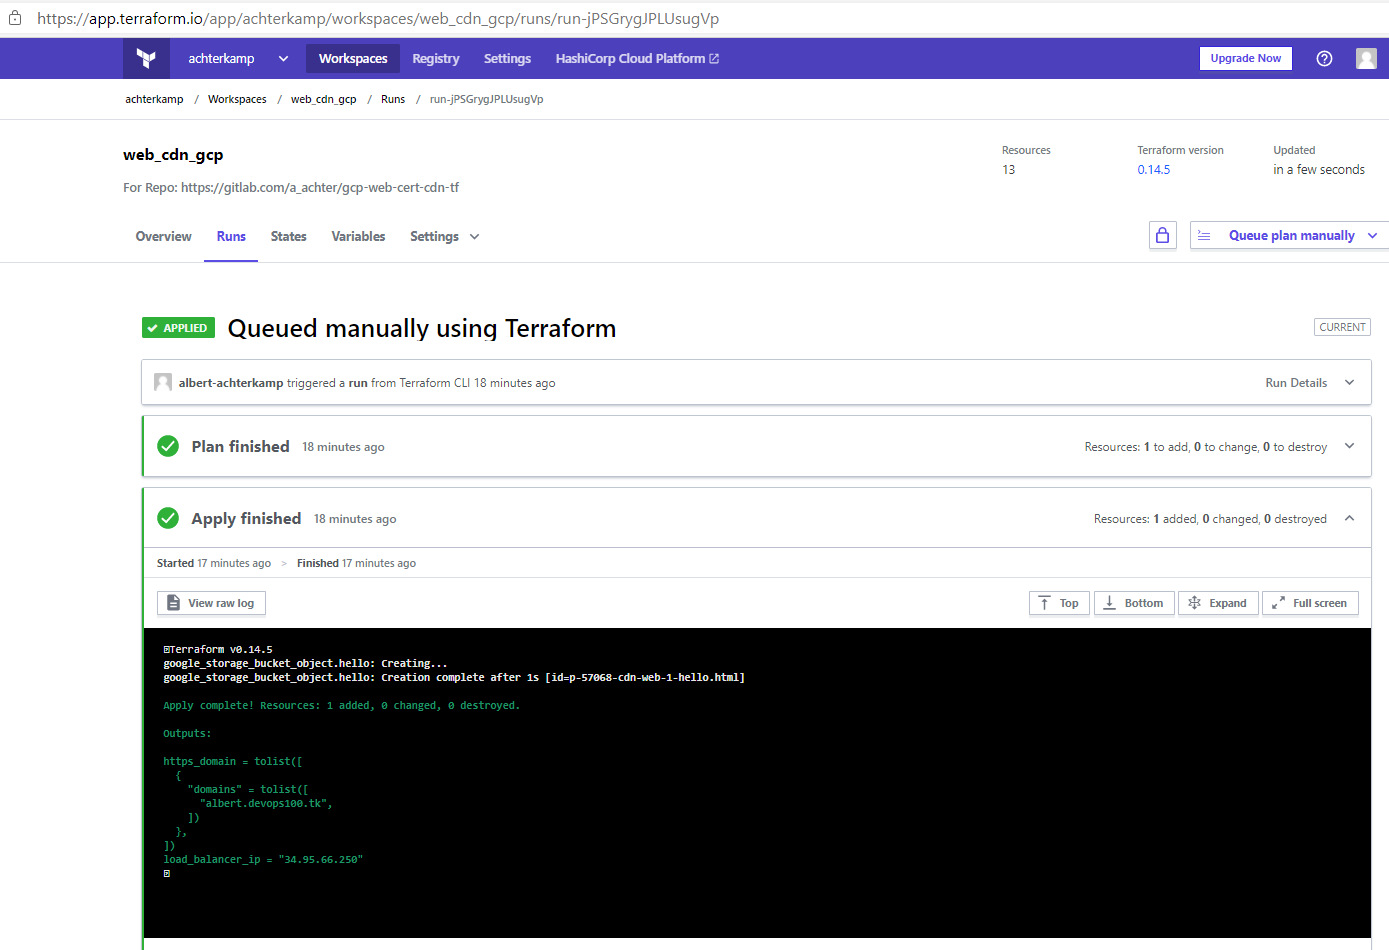 https://app.terraform.io/app/achterkamp/workspaces/web_cdn_gcp/runs/run-jPSGrygJPLUsugVp
achterkamp Workspaces Registry Settings HashiCorp Cloud Platform Upgrade Now
achterkamp / Workspaces / web_cdn_gcp / Runs / run-jPSGrygJPLUsugVp
web_cdn_gcp
For Repo: https://gitlab.com/a_achter/gcp-web-cert-cdn-tf
Resources Terraform version Updated
13 0.14.5 in a few seconds
Overview Runs States Variables Settings Queue plan manually
APPLIED Queued manually using Terraform CURRENT
albert-achterkamp triggered a run from Terraform CLI 18 minutes ago Run Details
Plan finished 18 minutes ago Resources: 1 to add, 0 to change, 0 to destroy
Apply finished 18 minutes ago Resources: 1 added, 0 changed, 0 destroyed
Started 17 minutes ago > Finished 17 minutes ago
View raw log Top Bottom Expand Full screen
Terraform v0.14.5
google_storage_bucket_object.hello: Creating...
google_storage_bucket_object.hello: Creation complete after 1s [id=p-57068-cdn-web-1-hello.html]
Apply complete! Resources: 1 added, 0 changed, 0 destroyed.
Outputs:
https_domain = tolist([
{
"domains" = tolist([
"albert.devops100.tk",
])
},
])
load_balancer_ip = "34.95.66.250"